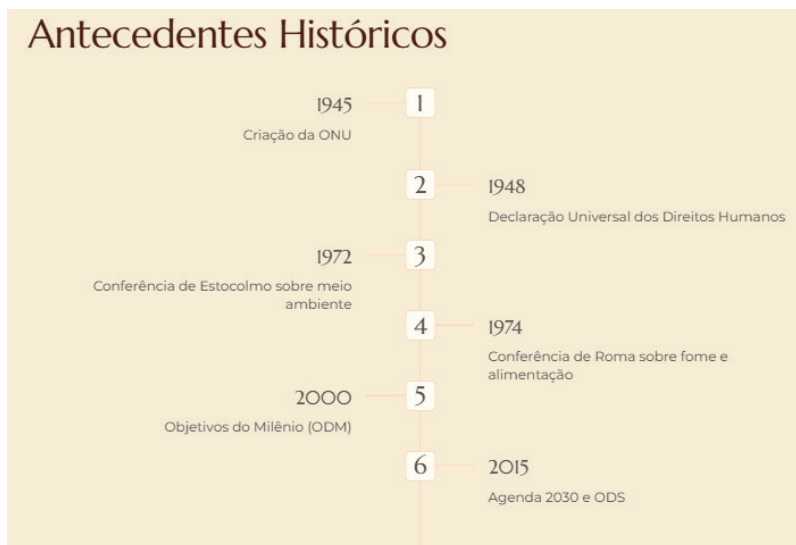 Antecedentes Históricos
1945
1
Criação da ONU
2
1948
Declaração Universal dos Direitos Humanos
1972
3
Conferência de Estocolmo sobre meio
ambiente
4
1974
Conferência de Roma sobre fome e
alimentação
2000
5
Objetivos do Milênio (ODM)
6
2015
Agenda 2030 e ODS